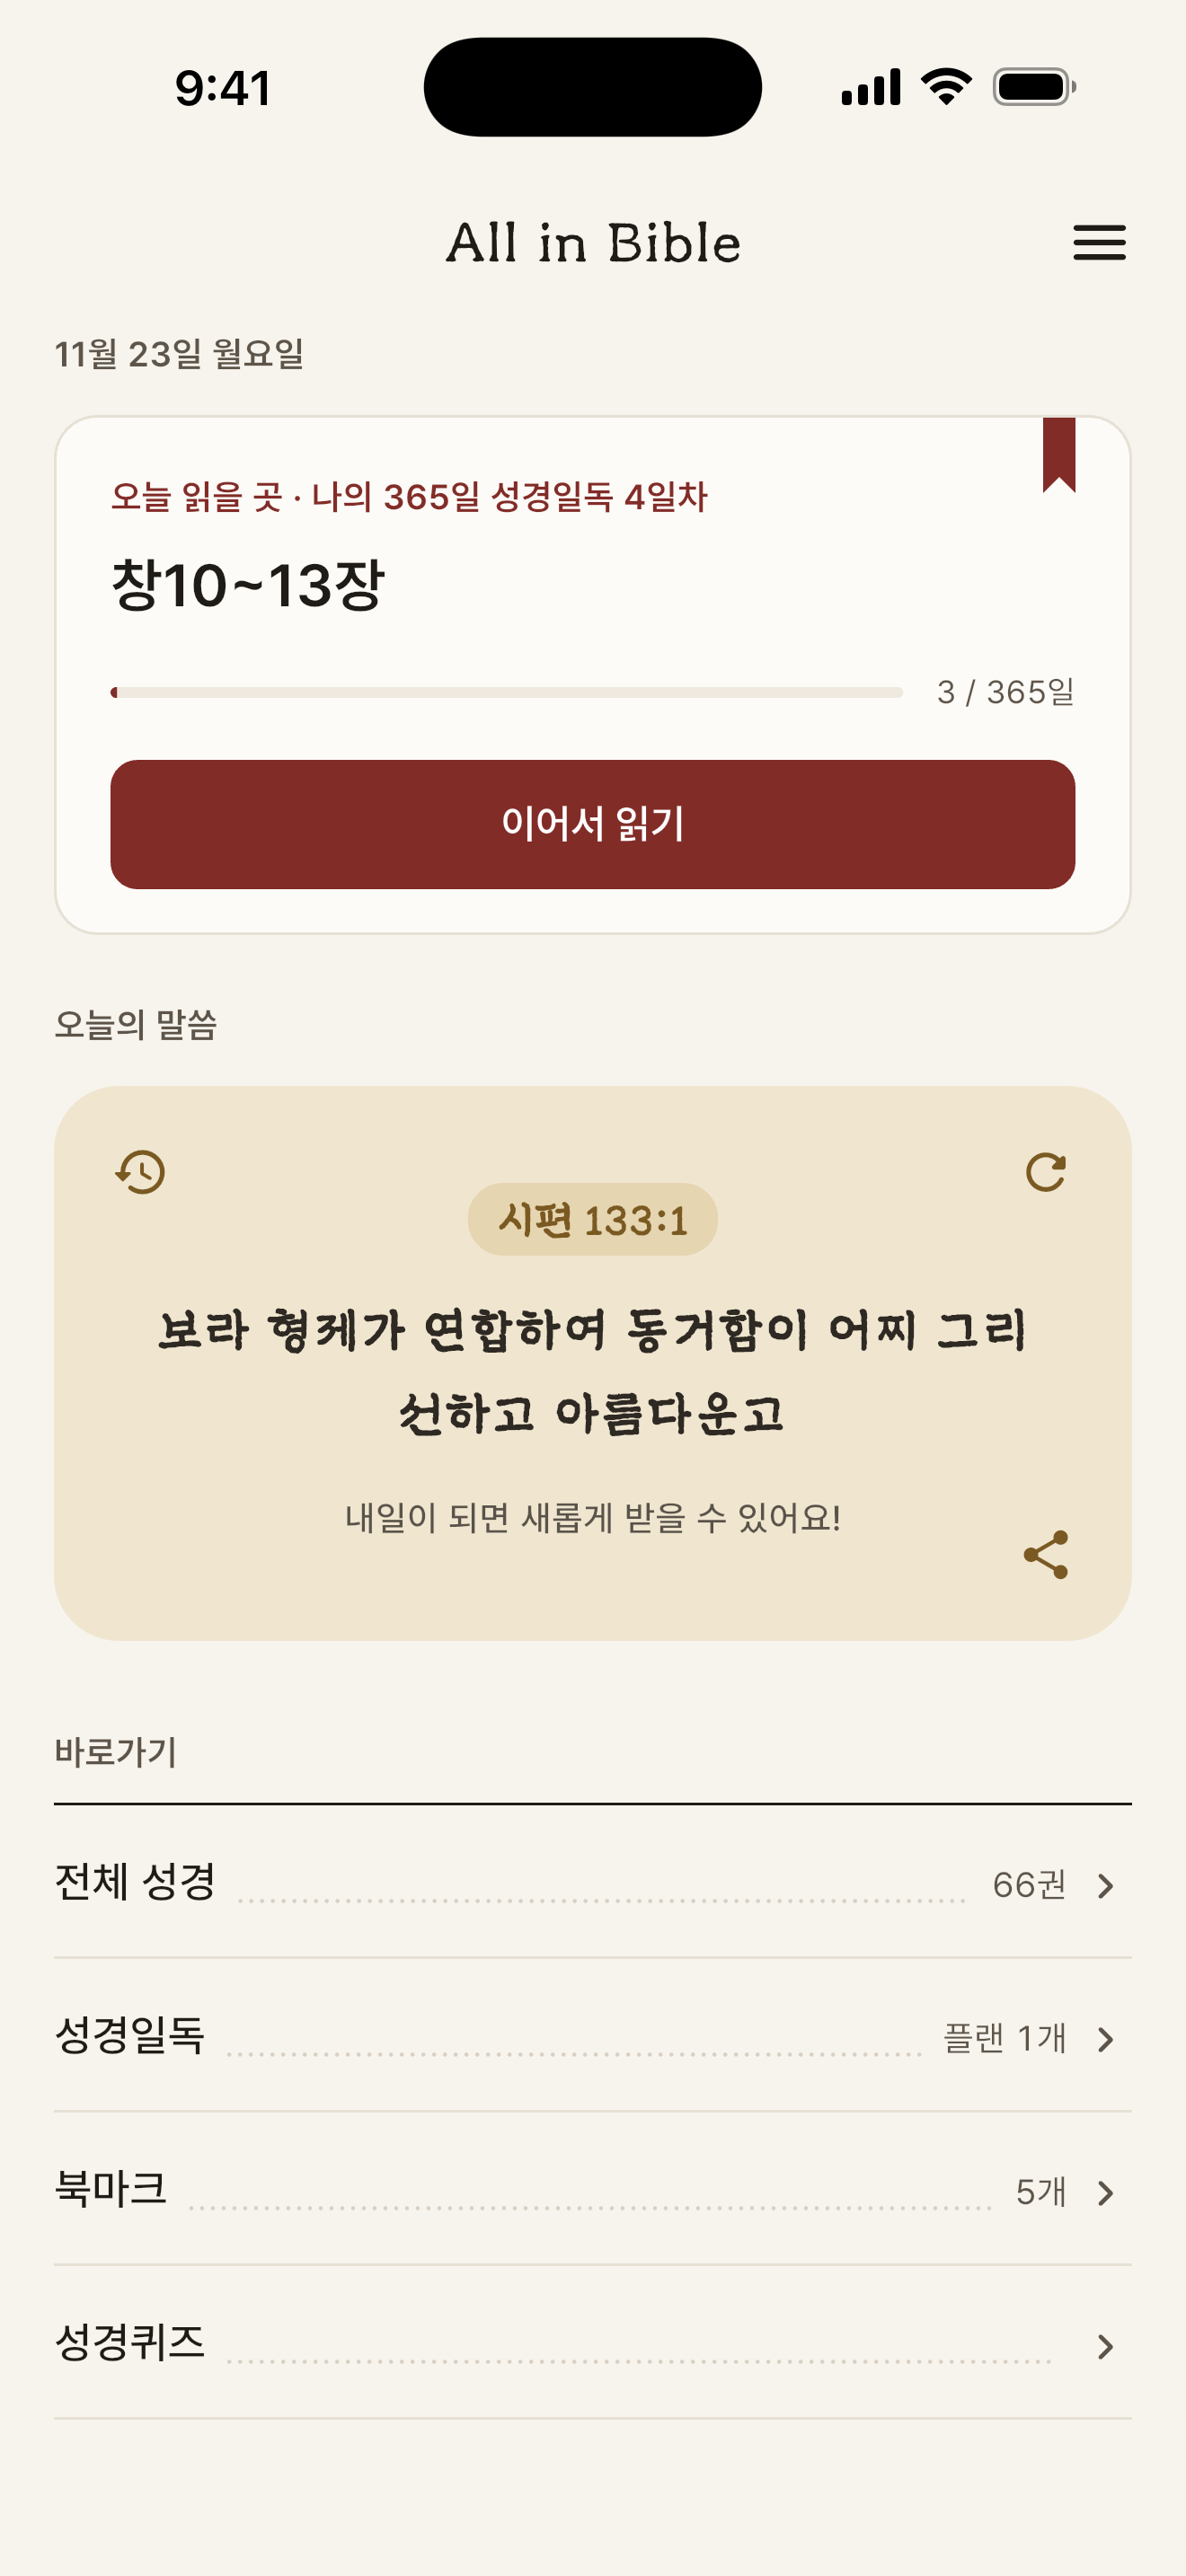 9:41
All in Bible
11월 23일 월요일
오늘 읽을 곳 · 나의 365일 성경일독 4일차
창10~13장
3 / 365일
이어서 읽기
오늘의 말씀
시편 133:1
보라 형제가 연합하여 동거함이 어찌 그리
선하고 아름다운고
내일이 되면 새롭게 받을 수 있어요!
바로가기
전체 성경 66권
성경일독 플랜 1개
북마크 5개
성경퀴즈